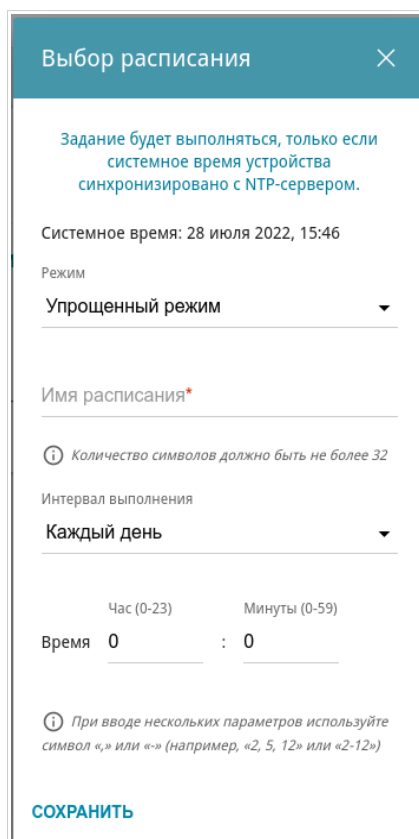 Выбор расписания
Задание будет выполняться, только если
системное время устройства
синхронизировано с NTP-сервером.
Системное время: 28 июля 2022, 15:46
Режим
Упрощенный режим
Имя расписания*
Количество символов должно быть не более 32
Интервал выполнения
Каждый день
Час (0-23) Минуты (0-59)
Время 0 : 0
При вводе нескольких параметров используйте
символ «,» или «-» (например, «2, 5, 12» или «2-12»)
СОХРАНИТЬ